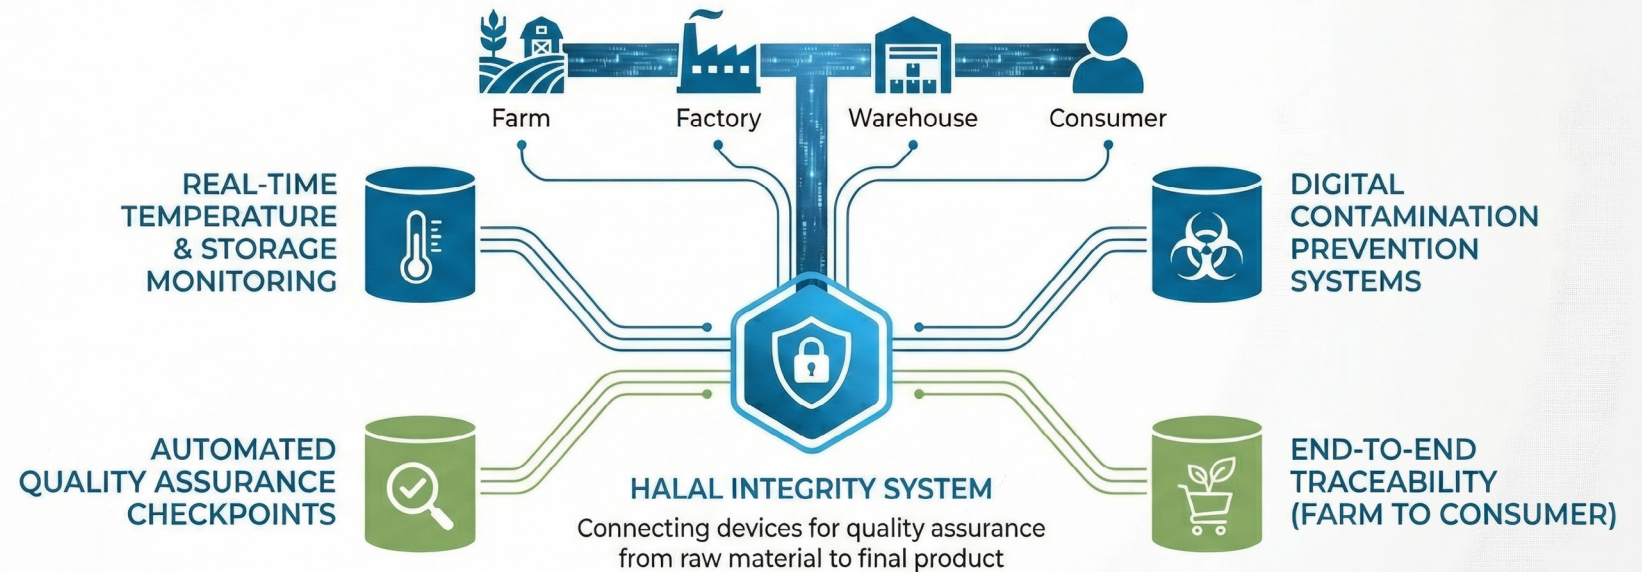 Farm
Factory
Warehouse
Consumer
REAL-TIME
TEMPERATURE
& STORAGE
MONITORING
DIGITAL
CONTAMINATION
PREVENTION
SYSTEMS
AUTOMATED
QUALITY ASSURANCE
CHECKPOINTS
END-TO-END
TRACEABILITY
(FARM TO CONSUMER)
HALAL INTEGRITY SYSTEM
Connecting devices for quality assurance
from raw material to final product